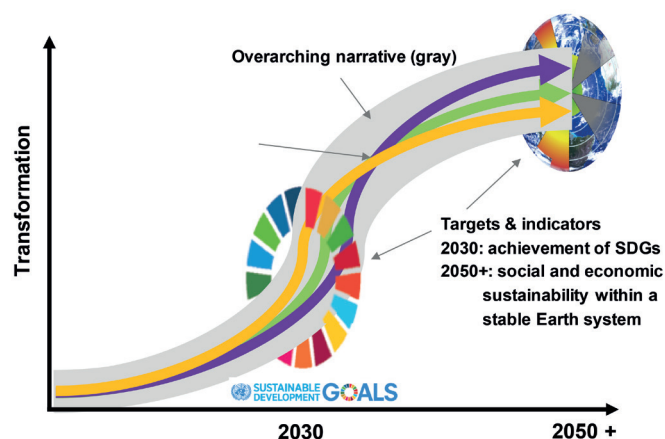 Overarching narrative (gray)
Transformation
Targets & indicators
2030: achievement of SDGs
2050+: social and economic
sustainability within a
stable Earth system
SUSTAINABLE
DEVELOPMENT
GOALS
2030
2050 +